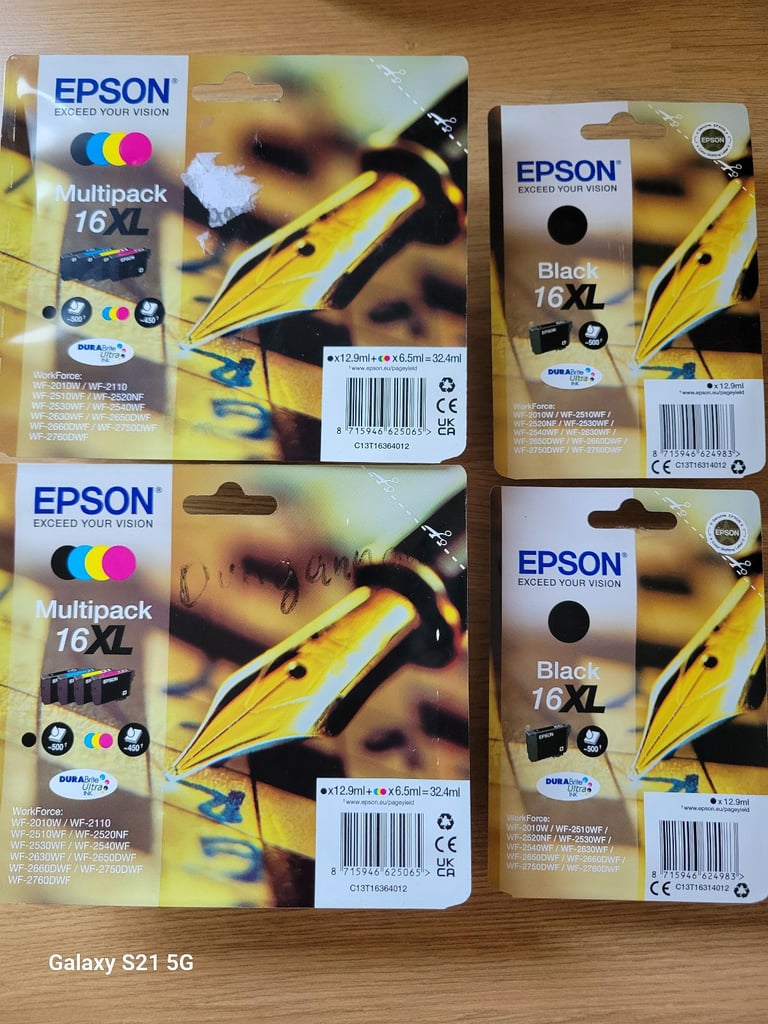 EPSON®
EXCEED YOUR VISION
Multipack
16XL
~500†
~450†
DURABrite
Ultra
INK
WorkForce:
WF-2010W / WF-2110
WF-2510WF / WF-2520NF
WF-2530WF / WF-2540WF
WF-2630WF / WF-2650DWF
WF-2660DWF / WF-2750DWF
WF-2760DWF
x12.9ml+ x 6.5ml=32.4ml
†www.epson.eu/pageyield
8 715946 625065 >
CE
UK
CA
C13T16364012
EPSON®
EXCEED YOUR VISION
EPSON
Black
16XL
EPSON
~500†
DURABrite
Ultra
INK
WorkForce:
WF-2010W / WF-2510WF /
WF-2520NF / WF-2530WF /
WF-2540WF / WF-2630WF /
WF-2650DWF / WF-2660DWF /
WF-2750DWF / WF-2760DWF
x 12.9ml
†www.epson.eu/pageyield
8 715946 624983 >
CE C13T16314012
EPSON®
EXCEED YOUR VISION
Multipack
16XL
~500†
~450†
DURABrite
Ultra
INK
WorkForce:
WF-2010W / WF-2110
WF-2510WF / WF-2520NF
WF-2530WF / WF-2540WF
WF-2630WF / WF-2650DWF
WF-2660DWF / WF-2750DWF
WF-2760DWF
x12.9ml+ x 6.5ml=32.4ml
†www.epson.eu/pageyield
8 715946 625065 >
CE
UK
CA
C13T16364012
EPSON®
EXCEED YOUR VISION
EPSON
Black
16XL
EPSON
~500†
DURABrite
Ultra
INK
WorkForce:
WF-2010W / WF-2510WF /
WF-2520NF / WF-2530WF /
WF-2540WF / WF-2630WF /
WF-2650DWF / WF-2660DWF /
WF-2750DWF / WF-2760DWF
x 12.9ml
†www.epson.eu/pageyield
8 715946 624983 >
CE C13T16314012
Galaxy S21 5G